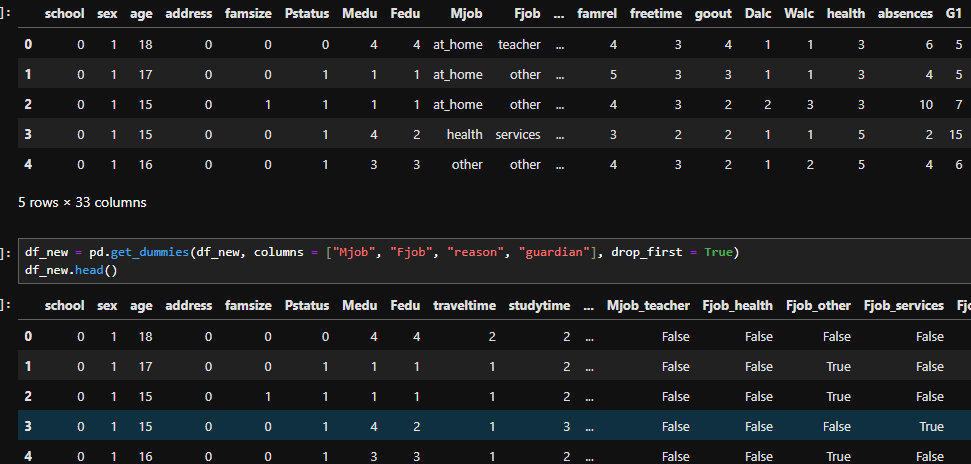 ]: school sex age address famsize Pstatus Medu Fedu Mjob Fjob ... famrel freetime goout Dalc Walc health absences G1
0 0 1 18 0 0 0 4 4 at_home teacher ... 4 3 4 1 1 3 6 5
1 0 1 17 0 0 1 1 1 at_home other ... 5 3 3 1 1 3 4 5
2 0 1 15 0 1 1 1 1 at_home other ... 4 3 2 2 3 3 10 7
3 0 1 15 0 0 1 4 2 health services ... 3 2 2 1 1 5 2 15
4 0 1 16 0 0 1 3 3 other other ... 4 3 2 1 2 5 4 6
5 rows × 33 columns
]: df_new = pd.get_dummies(df_new, columns = ["Mjob", "Fjob", "reason", "guardian"], drop_first = True)
df_new.head()
]: school sex age address famsize Pstatus Medu Fedu traveltime studytime ... Mjob_teacher Fjob_health Fjob_other Fjob_services
0 0 1 18 0 0 0 4 4 2 2 ... False False False False
1 0 1 17 0 0 1 1 1 1 2 ... False False True False
2 0 1 15 0 1 1 1 1 1 2 ... False False True False
3 0 1 15 0 0 1 4 2 1 3 ... False False False True
4 0 1 16 0 0 1 3 3 1 2 ... False False True False